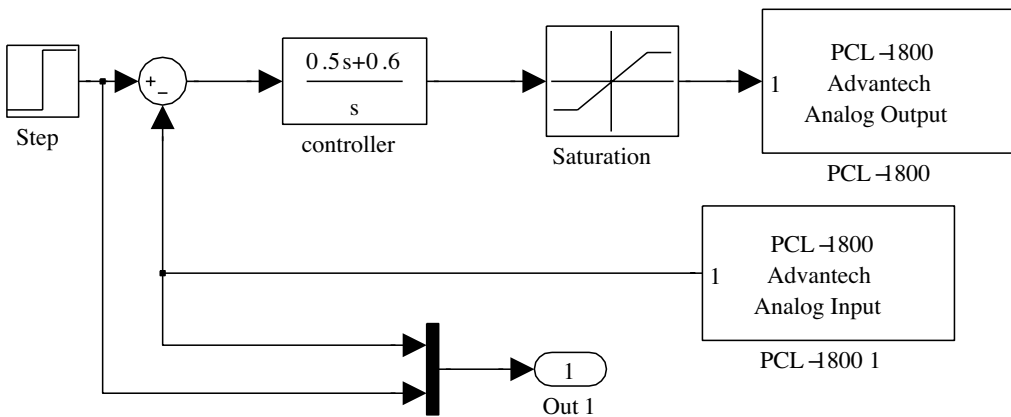 PCL-1800
Advantech
Analog Output
1
PCL-1800
Step
+
-
0.5s+0.6
s
controller
Saturation
PCL-1800
Advantech
Analog Input
1
PCL-1800 1
1
Out 1